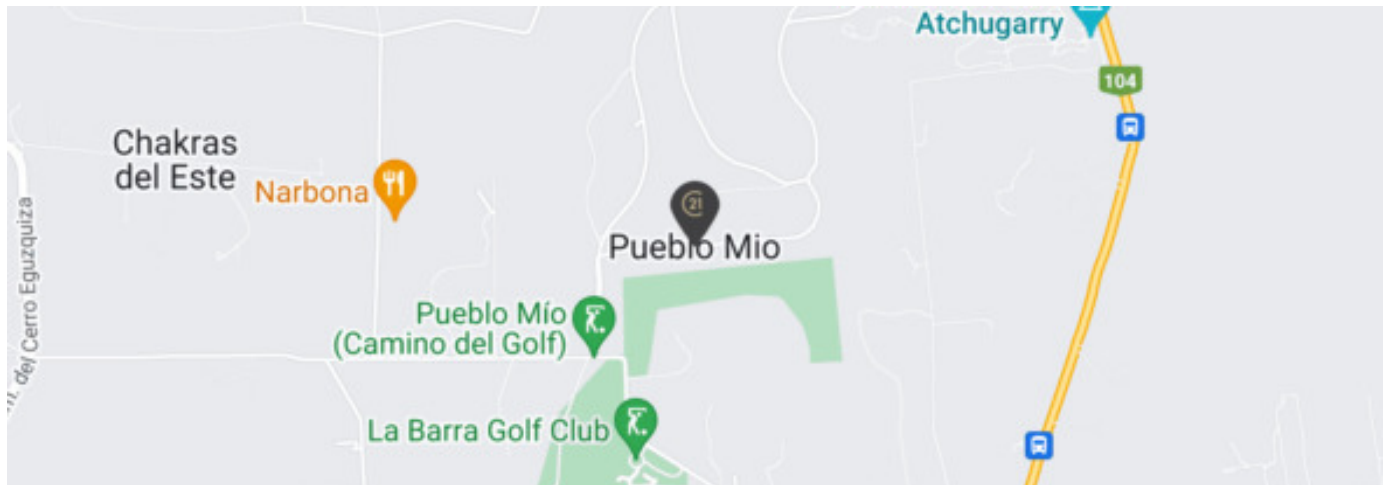 Atchugarry
104
Chakras
del Este
Narbona
21
Pueblo Mio
Pueblo Mío
(Camino del Golf)
del Cerro Eguzquiza
La Barra Golf Club